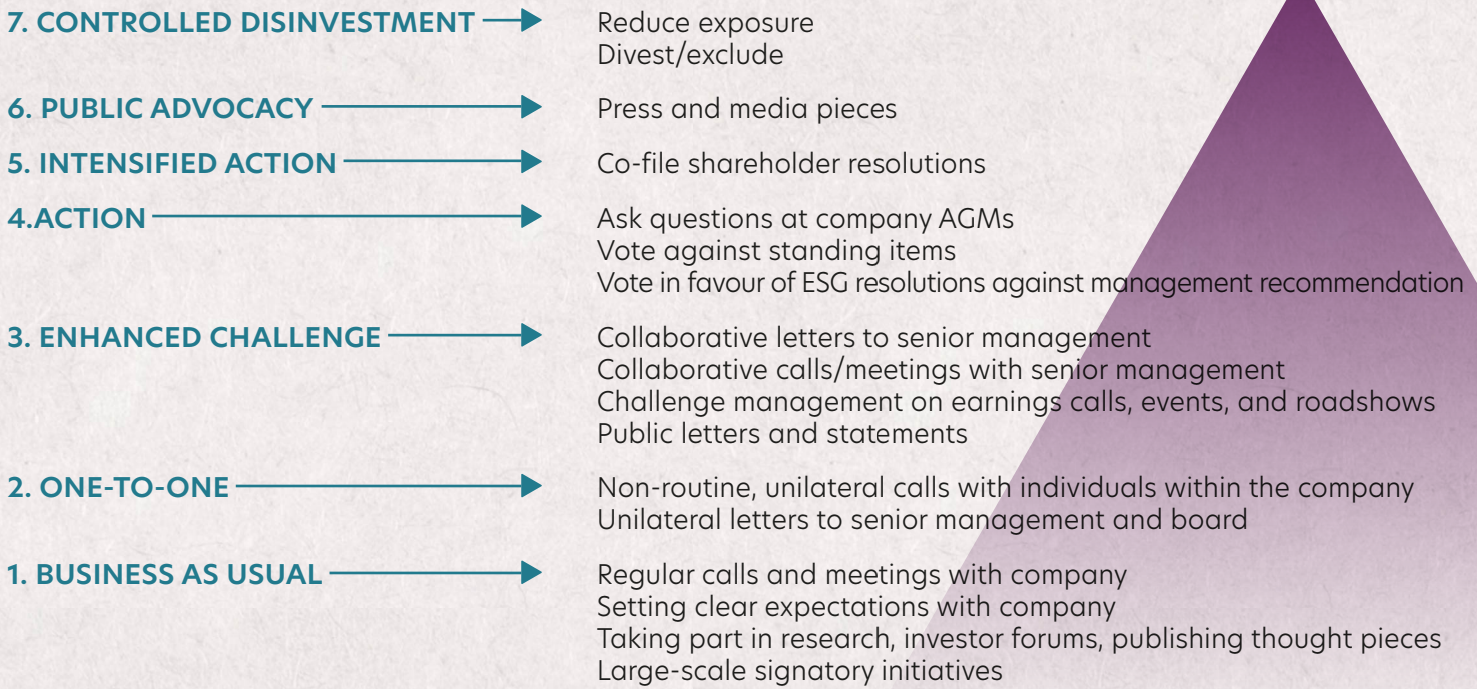 7. CONTROLLED DISINVESTMENT
Reduce exposure
Divest/exclude
6. PUBLIC ADVOCACY
Press and media pieces
5. INTENSIFIED ACTION
Co-file shareholder resolutions
4.ACTION
Ask questions at company AGMs
Vote against standing items
Vote in favour of ESG resolutions against management recommendation
3. ENHANCED CHALLENGE
Collaborative letters to senior management
Collaborative calls/meetings with senior management
Challenge management on earnings calls, events, and roadshows
Public letters and statements
2. ONE-TO-ONE
Non-routine, unilateral calls with individuals within the company
Unilateral letters to senior management and board
1. BUSINESS AS USUAL
Regular calls and meetings with company
Setting clear expectations with company
Taking part in research, investor forums, publishing thought pieces
Large-scale signatory initiatives